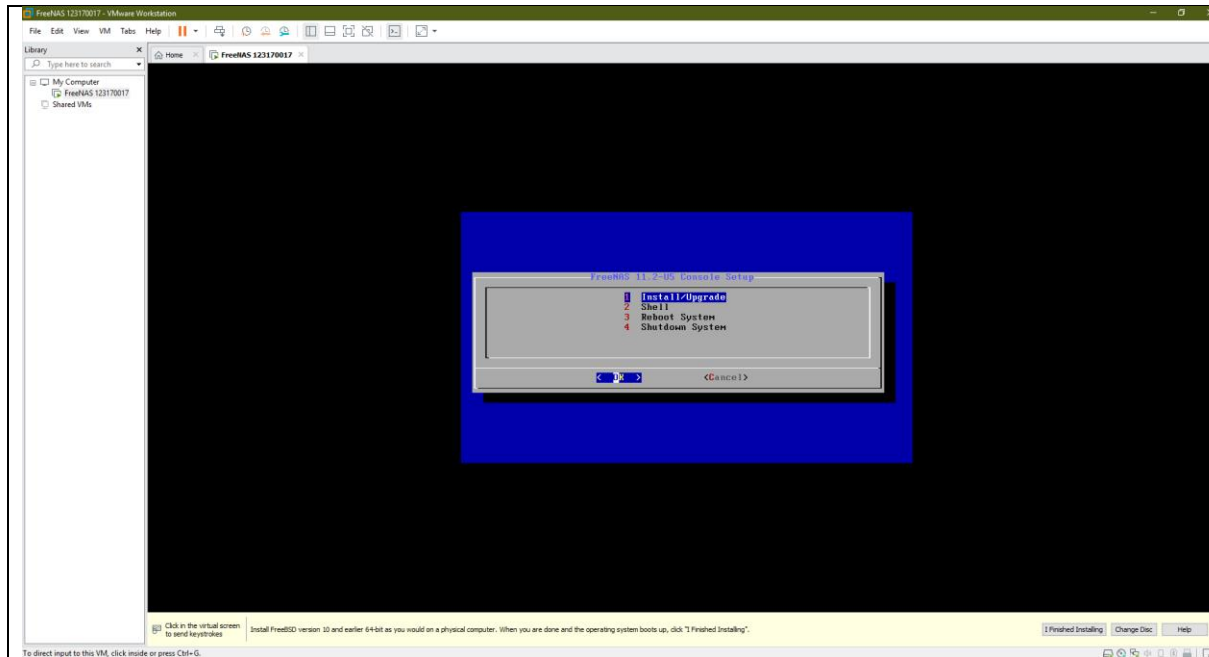 FreeNAS 123170017 - VMware Workstation
File Edit View VM Tabs Help
Library
Type here to search
My Computer
FreeNAS 123170017
Shared VMs
Home
FreeNAS 123170017
FreeNAS 11.2-U5 Console Setup
1 Install/Upgrade
2 Shell
3 Reboot System
4 Shutdown System
< OK >
<Cancel>
Click in the virtual screen
to send keystrokes
Install FreeBSD version 10 and earlier 64-bit as you would on a physical computer. When you are done and the operating system boots up, click "I Finished Installing".
I Finished Installing
Change Disc
Help
To direct input to this VM, click inside or press Ctrl+G.